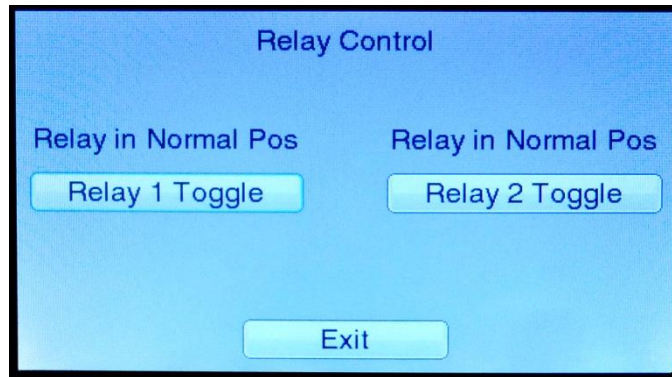 Relay Control
Relay in Normal Pos
Relay in Normal Pos
Relay 1 Toggle
Relay 2 Toggle
Exit